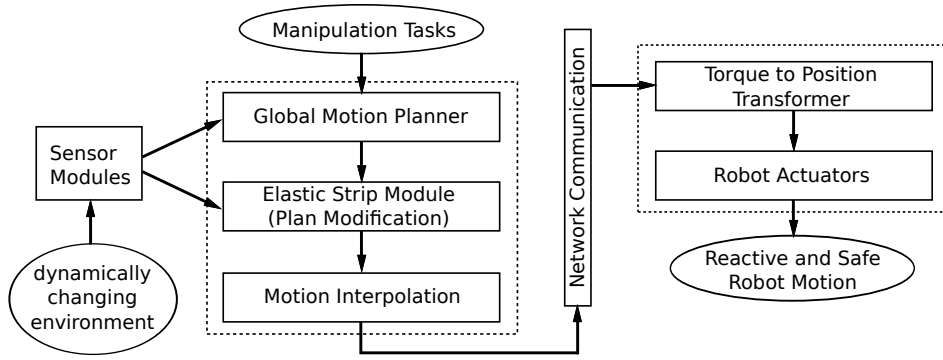 Manipulation Tasks
Global Motion Planner
Sensor
Modules
Elastic Strip Module
(Plan Modification)
dynamically
changing
environment
Motion Interpolation
Network Communication
Torque to Position
Transformer
Robot Actuators
Reactive and Safe
Robot Motion